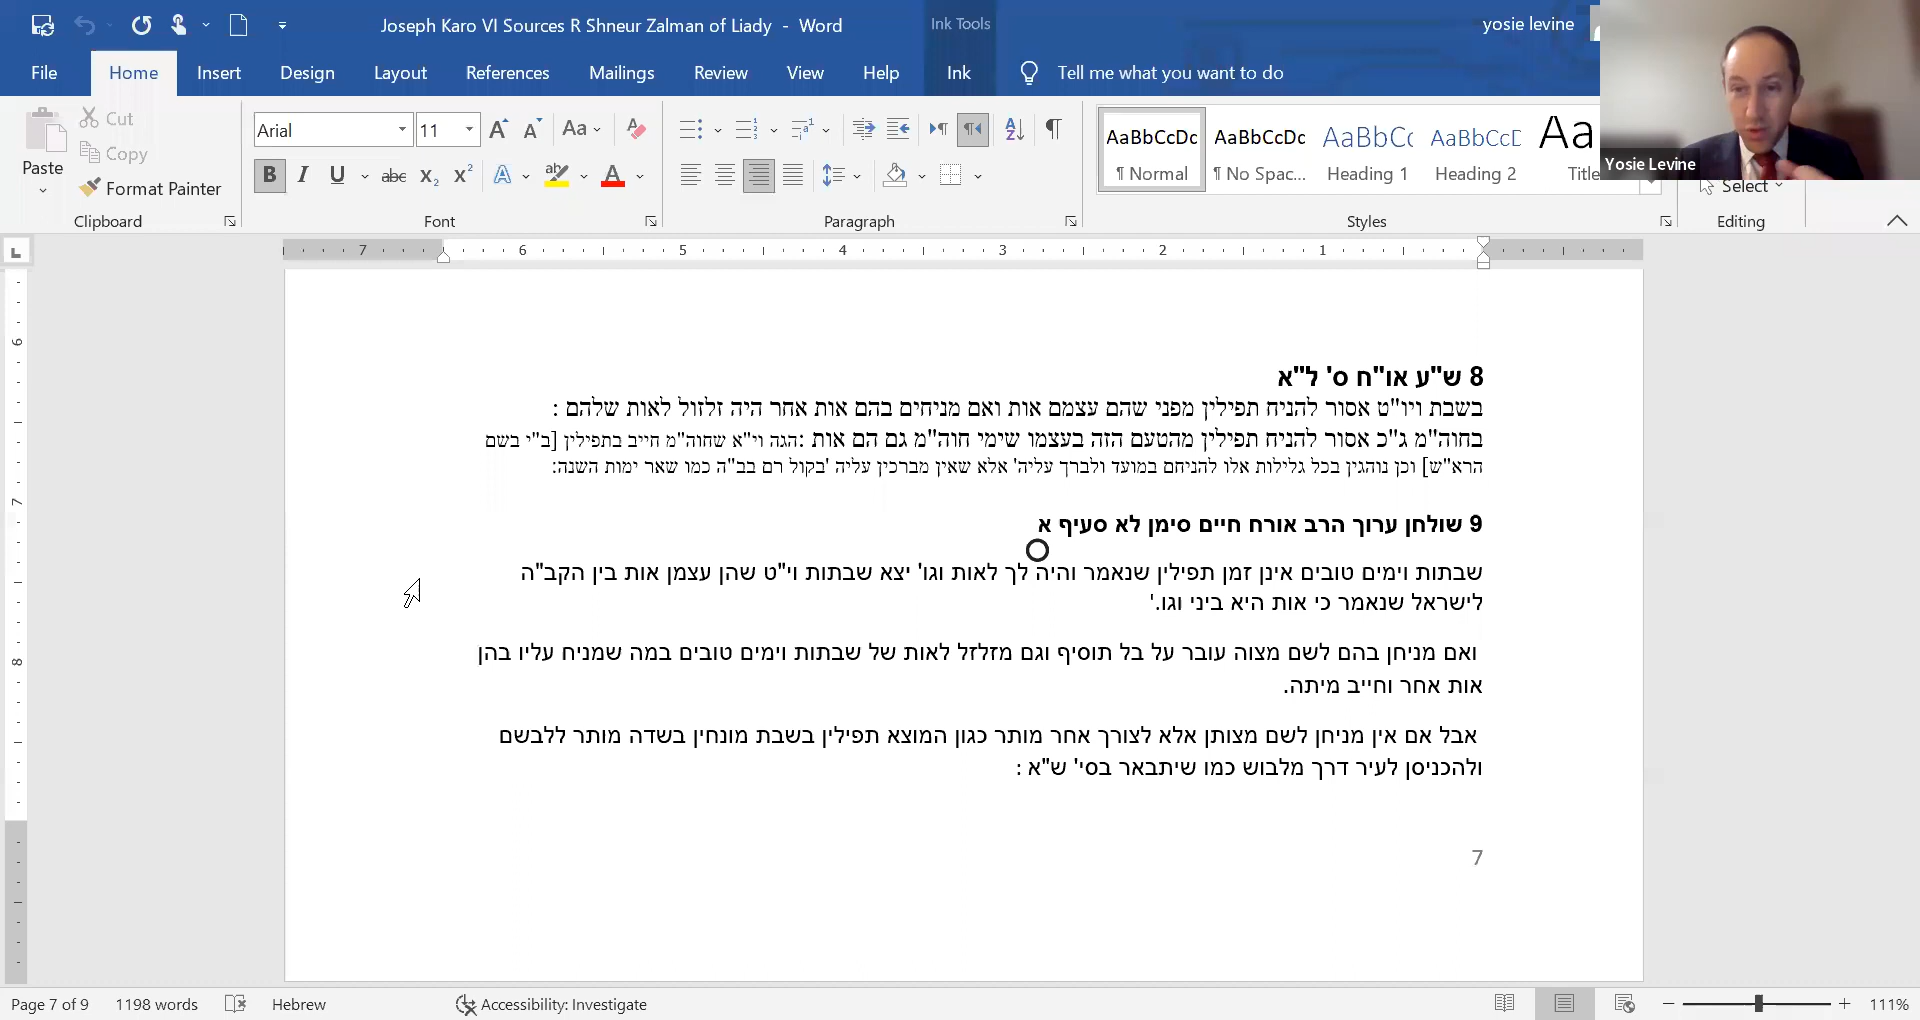 Joseph Karo VI Sources R Shneur Zalman of Liady - Word
Ink Tools
yosie levine
File Home Insert Design Layout References Mailings Review View Help Ink Tell me what you want to do
Paste
Cut
Copy
Format Painter
Clipboard
Arial 11
Font
Paragraph
AaBbCcDc AaBbCcDc AaBbCc AaBbCcD Aa
¶ Normal ¶ No Spac... Heading 1 Heading 2 Title
Styles
Yosie Levine
Select
Editing
7 6 5 4 3 2 1
6
7
8
8 ש"ע או"ח ס' ל"א
בשבת ויו"ט אסור להניח תפילין מפני שהם עצמם אות ואם מניחים בהם אות אחר היה זלזול לאות שלהם :
בחוה"מ ג"כ אסור להניח תפילין מהטעם הזה בעצמו שימי חוה"מ גם הם אות :הגה וי"א שחוה"מ חייב בתפילין [ב"י בשם
הרא"ש] וכן נוהגין בכל גלילות אלו להניחם במועד ולברך עליה' אלא שאין מברכין עליה 'בקול רם בב"ה כמו שאר ימות השנה:
9 שולחן ערוך הרב אורח חיים סימן לא סעיף א
שבתות וימים טובים אינן זמן תפילין שנאמר והיה לך לאות וגו' יצא שבתות וי"ט שהן עצמן אות בין הקב"ה
לישראל שנאמר כי אות היא ביני וגו.'
ואם מניחן בהם לשם מצוה עובר על בל תוסיף וגם מזלזל לאות של שבתות וימים טובים במה שמניח עליו בהן
אות אחר וחייב מיתה.
אבל אם אין מניחן לשם מצותן אלא לצורך אחר מותר כגון המוצא תפילין בשבת מונחין בשדה מותר ללבשם
ולהכניסן לעיר דרך מלבוש כמו שיתבאר בסי' ש"א :
7
Page 7 of 9 1198 words Hebrew Accessibility: Investigate 111%